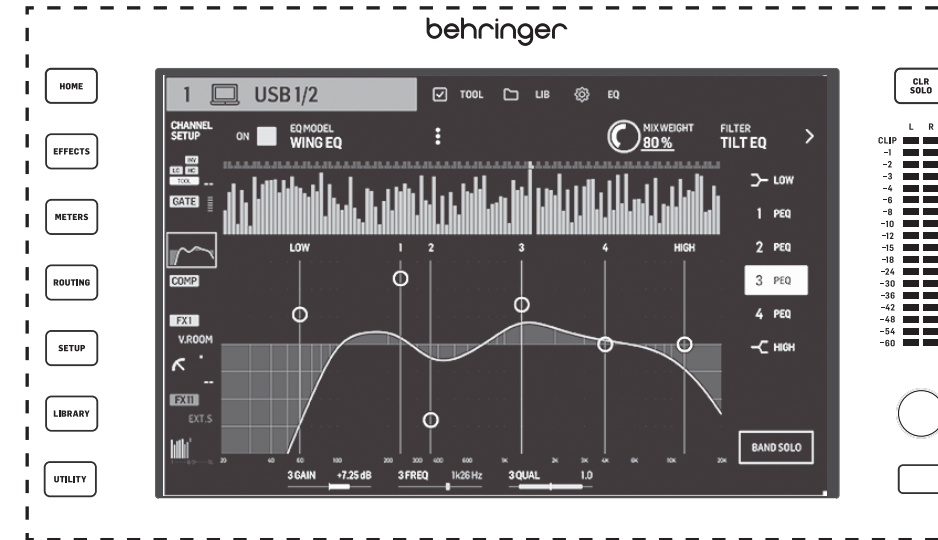 behringer
HOME
EFFECTS
METERS
ROUTING
SETUP
LIBRARY
UTILITY
1 USB 1/2
TOOL LIB EQ
CHANNEL
SETUP
ON
EQ MODEL
WING EQ
MIX WEIGHT
80 %
FILTER
TILT EQ
INV
LC HC
TOOL --
GATE
COMP
FX1
V.ROOM
--
FX11
EXT.S
LOW 1 2 3 4 HIGH
LOW
1 PEQ
2 PEQ
3 PEQ
4 PEQ
HIGH
BAND SOLO
20 40 60 100 200 300 400 600 1K 2K 4K 6K 10K 20K
3 GAIN +7.25 dB 3 FREQ 1k26 Hz 3 QUAL 1.0
CLR
SOLO
L R
CLIP
-1
-2
-3
-4
-6
-8
-10
-12
-15
-18
-24
-30
-36
-42
-48
-54
-60